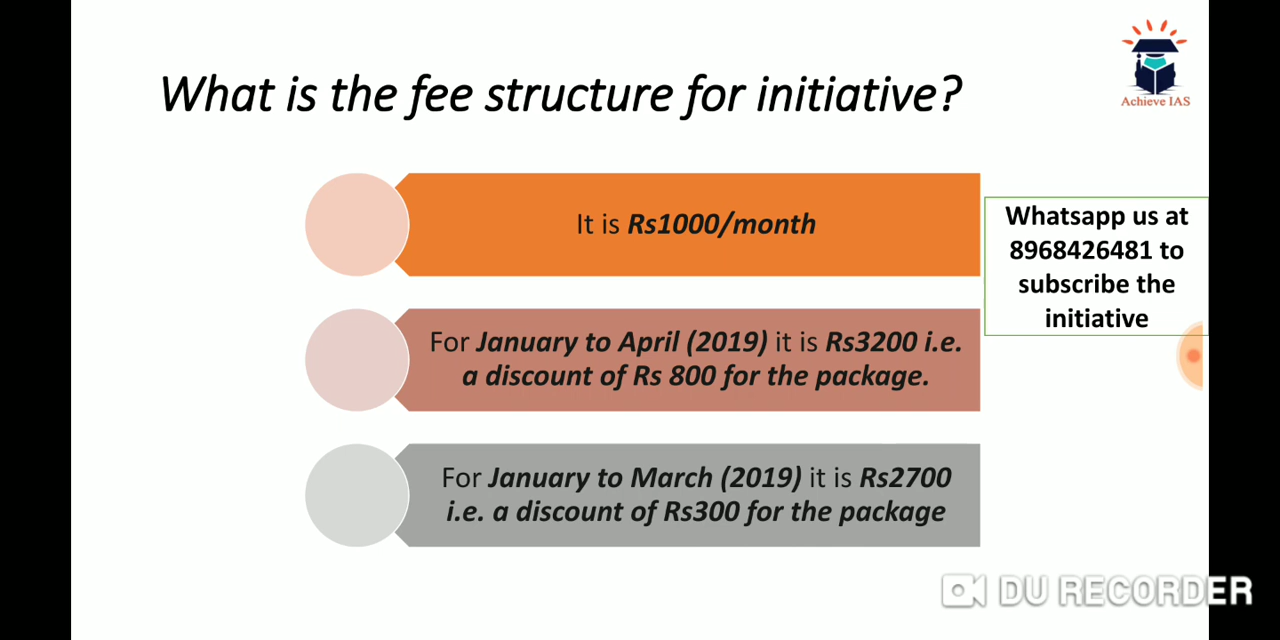 What is the fee structure for initiative?
Achieve IAS
It is Rs1000/month
Whatsapp us at
8968426481 to
subscribe the
initiative
For January to April (2019) it is Rs3200 i.e.
a discount of Rs 800 for the package.
For January to March (2019) it is Rs2700
i.e. a discount of Rs300 for the package
DU RECORDER